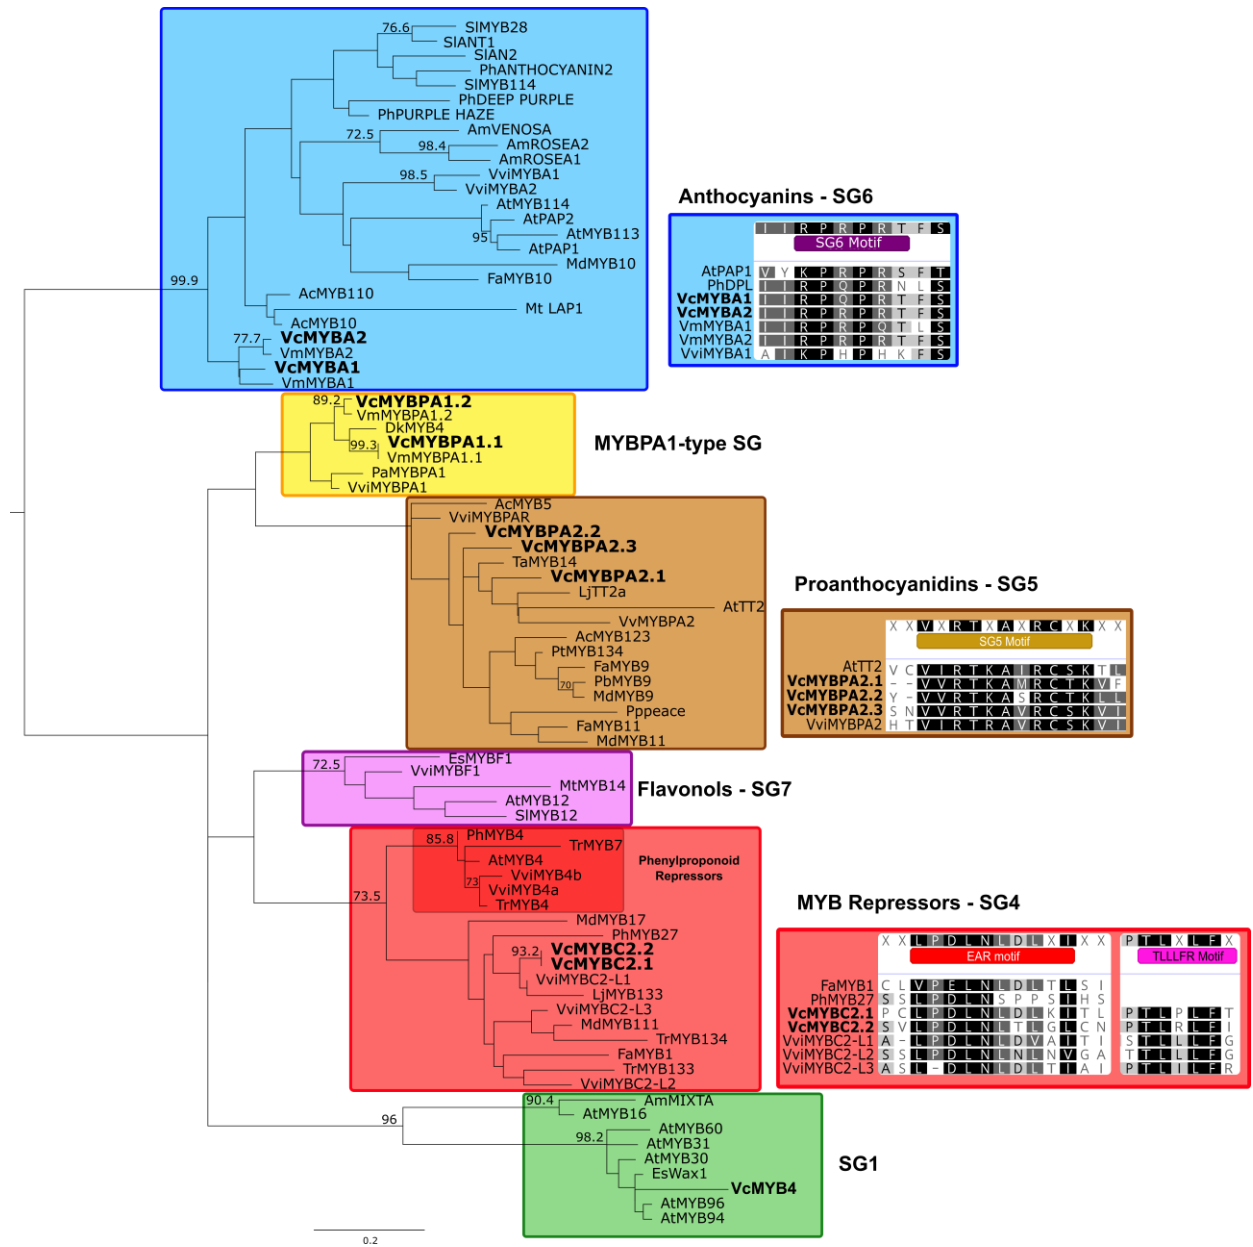 76.6
SlMYB28
SlANT1
SlAN2
PhANTHOCYANIN2
SlMYB114
PhDEEP PURPLE
PhPURPLE HAZE
AmVENOSA
72.5
98.4
AmROSEA2
AmROSEA1
98.5
VviMYBA1
VviMYBA2
AtMYB114
AtPAP2
95
AtMYB113
AtPAP1
MdMYB10
FaMYB10
99.9
AcMYB110
Mt LAP1
AcMYB10
77.7
VcMYBA2
VmMYBA2
VcMYBA1
VmMYBA1
Anthocyanins - SG6
I I R P R P R T F S
SG6 Motif
AtPAP1 V Y K P R P R S F T
PhDPL I I R P Q P R N L S
VcMYBA1 I I R P Q P R T F S
VcMYBA2 I I R P R P R T F S
VmMYBA1 I I R P R P Q T L S
VmMYBA2 I I R P R P R T F S
VviMYBA1 A I K P H P H K F S
89.2
VcMYBPA1.2
VmMYBPA1.2
DkMYB4
99.3
VcMYBPA1.1
VmMYBPA1.1
PaMYBPA1
VviMYBPA1
MYBPA1-type SG
AcMYB5
VviMYBPAR
VcMYBPA2.2
VcMYBPA2.3
TaMYB14
VcMYBPA2.1
LjTT2a
AtTT2
VvMYBPA2
AcMYB123
PtMYB134
FaMYB9
70
PbMYB9
MdMYB9
Pppeace
FaMYB11
MdMYB11
Proanthocyanidins - SG5
X X V X R T X A X R C X K X X
SG5 Motif
AtTT2 V C V I R T K A I R C S K T L
VcMYBPA2.1 - - V V R T K A M R C T K V F
VcMYBPA2.2 Y - V V R T K A S R C T K L L
VcMYBPA2.3 S N V V R T K A V R C S K V I
VviMYBPA2 H T V I R T R A V R C S K V I
72.5
EsMYBF1
VviMYBF1
MtMYB14
AtMYB12
SlMYB12
Flavonols - SG7
85.8
PhMYB4
TrMYB7
AtMYB4
73
VviMYB4b
VviMYB4a
TrMYB4
Phenylproponoid
Repressors
73.5
MdMYB17
PhMYB27
93.2
VcMYBC2.2
VcMYBC2.1
VviMYBC2-L1
LjMYB133
VviMYBC2-L3
MdMYB111
TrMYB134
FaMYB1
TrMYB133
VviMYBC2-L2
MYB Repressors - SG4
X X L P D L N L D L X I X X P T L X L F X
EAR motif TLLLFR Motif
FaMYB1 C L V P E L N L D L T L S I
PhMYB27 S S L P D L N S P P S I H S
VcMYBC2.1 P C L P D L N L D L K I T L P T L P L F T
VcMYBC2.2 S V L P D L N L T L G L C N P T L R L F I
VviMYBC2-L1 A - L P D L N L D V A I T I S T L L L F G
VviMYBC2-L2 S S L P D L N L N L N V G A T T L L L F G
VviMYBC2-L3 A S L - D L N L D L T I A I P T L I L F R
90.4
AmMIXTA
AtMYB16
96
98.2
AtMYB60
AtMYB31
AtMYB30
EsWax1
VcMYB4
AtMYB96
AtMYB94
SG1
0.2